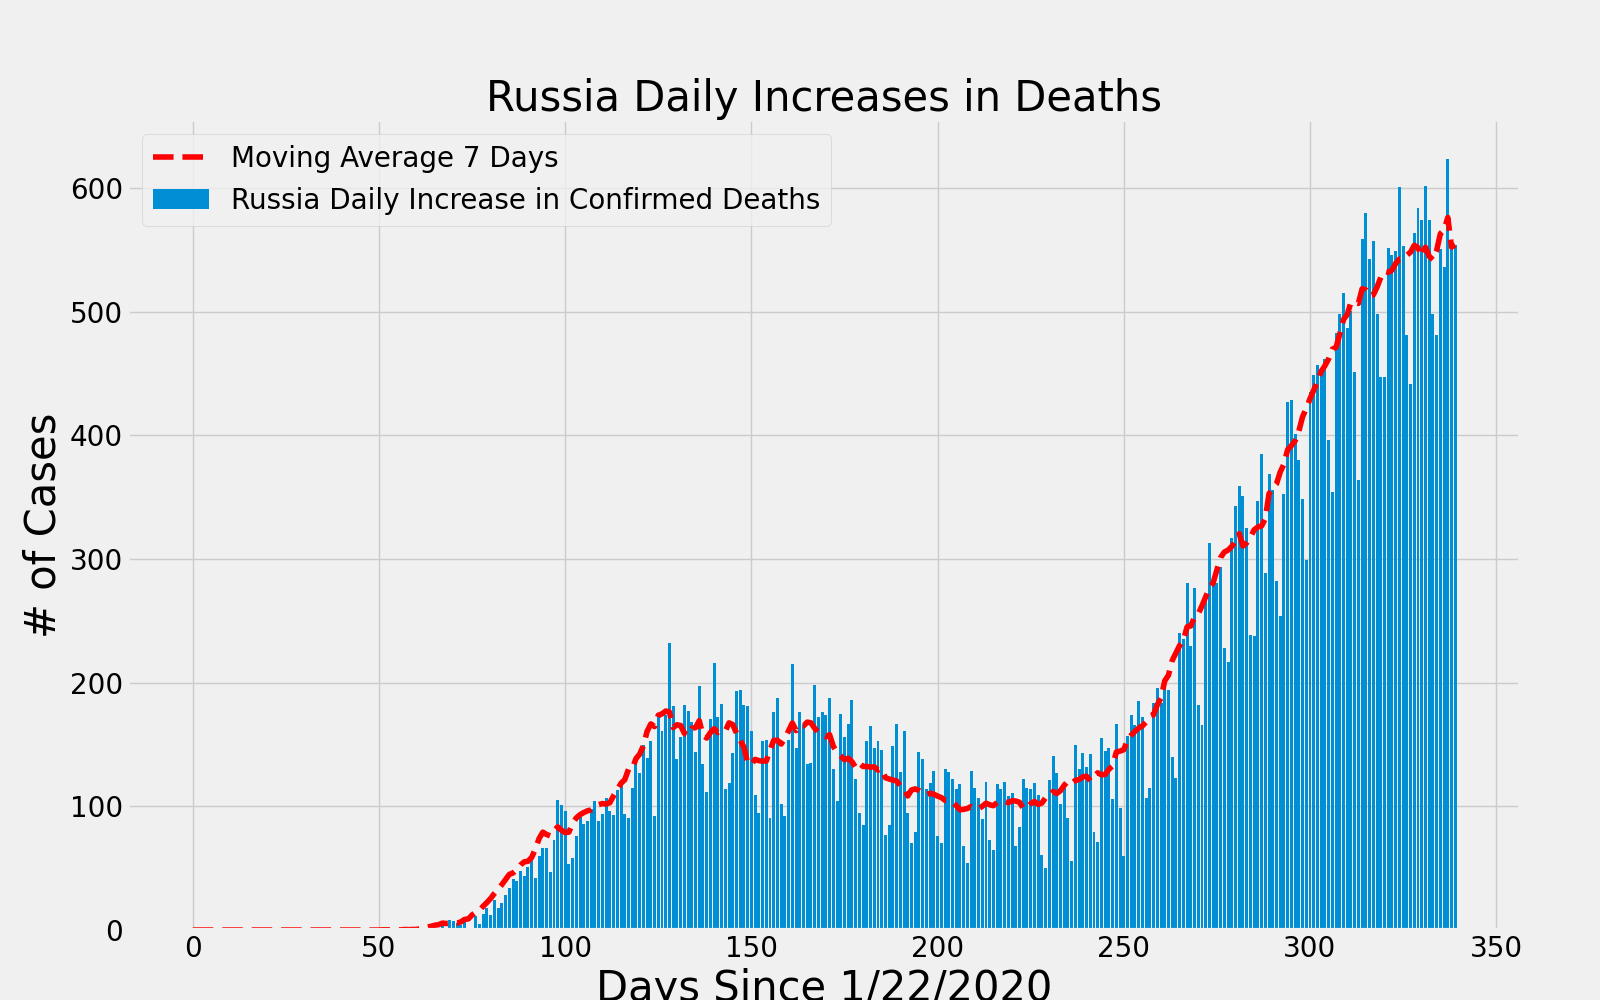 Russia Daily Increases in Deaths
Moving Average 7 Days
Russia Daily Increase in Confirmed Deaths
# of Cases
600
500
400
300
200
100
0
0 50 100 150 200 250 300 350
Days Since 1/22/2020